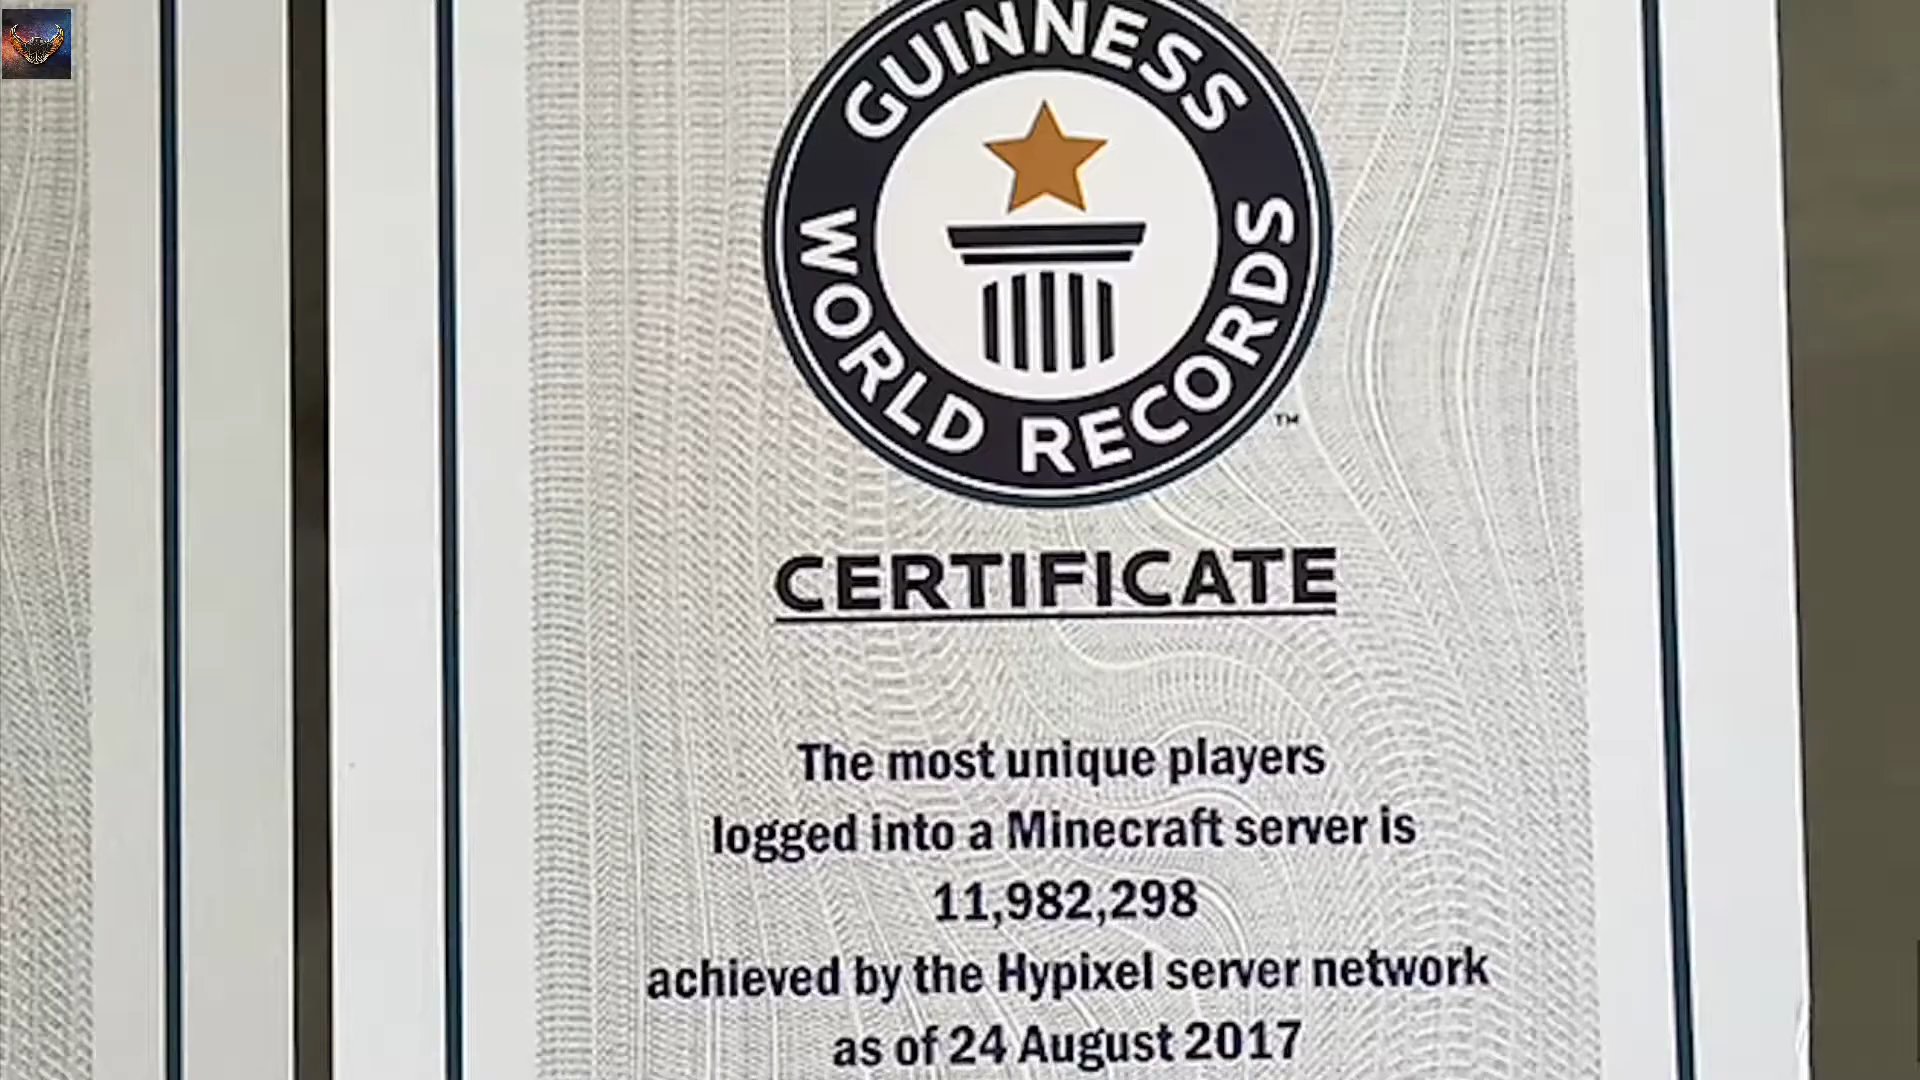 GUINNESS
WORLD RECORDS
TM
CERTIFICATE
The most unique players
logged into a Minecraft server is
11,982,298
achieved by the Hypixel server network
as of 24 August 2017